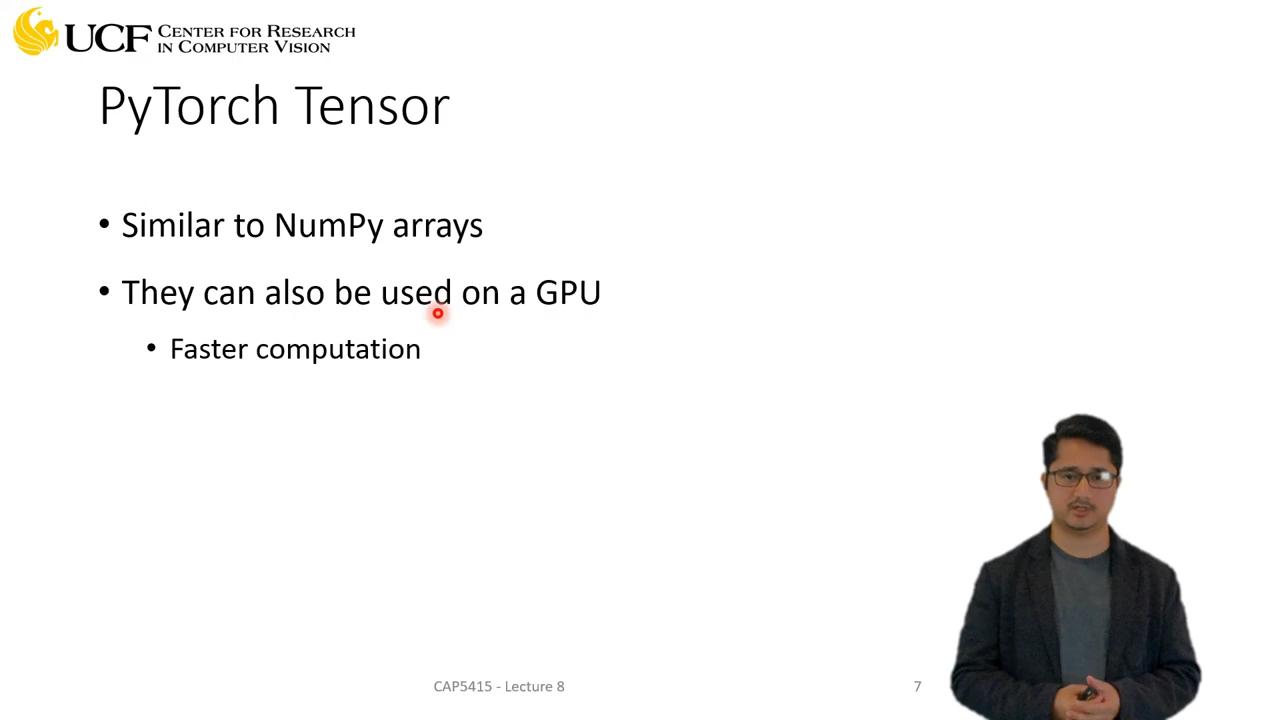 UCF CENTER FOR RESEARCH
IN COMPUTER VISION
PyTorch Tensor
• Similar to NumPy arrays
• They can also be used on a GPU
• Faster computation
CAP5415 - Lecture 8
7